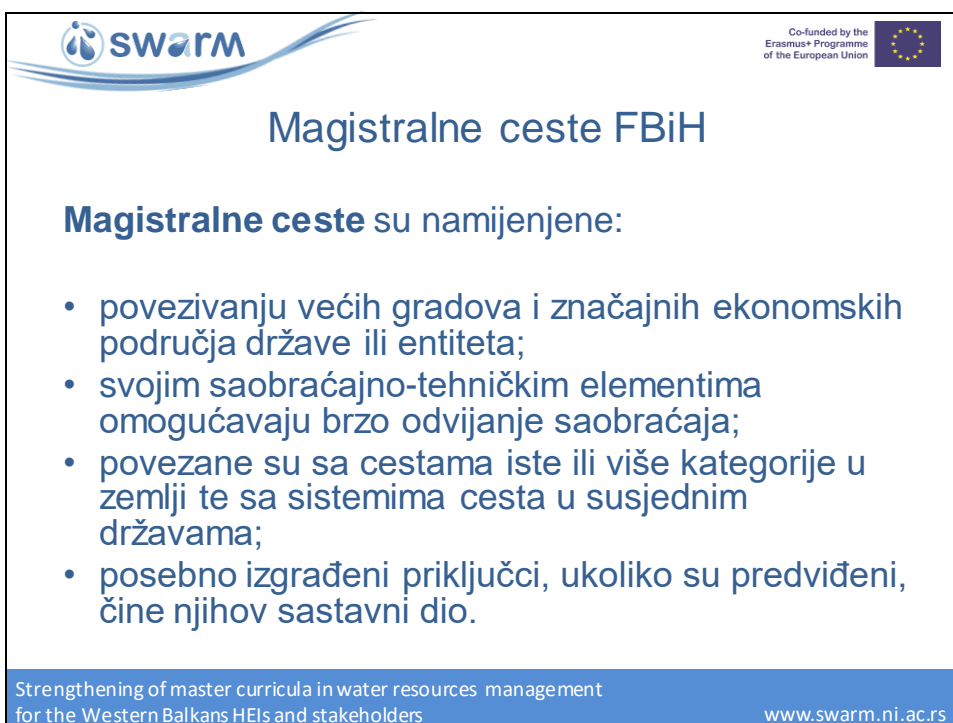 swarm
Co-funded by the
Erasmus+ Programme
of the European Union
Magistralne ceste FBiH
Magistralne ceste su namijenjene:
• povezivanju većih gradova i značajnih ekonomskih
područja države ili entiteta;
• svojim saobraćajno-tehničkim elementima
omogućavaju brzo odvijanje saobraćaja;
• povezane su sa cestama iste ili više kategorije u
zemlji te sa sistemima cesta u susjednim
državama;
• posebno izgrađeni priključci, ukoliko su predviđeni,
čine njihov sastavni dio.
Strengthening of master curricula in water resources management
for the Western Balkans HEIs and stakeholders
www.swarm.ni.ac.rs